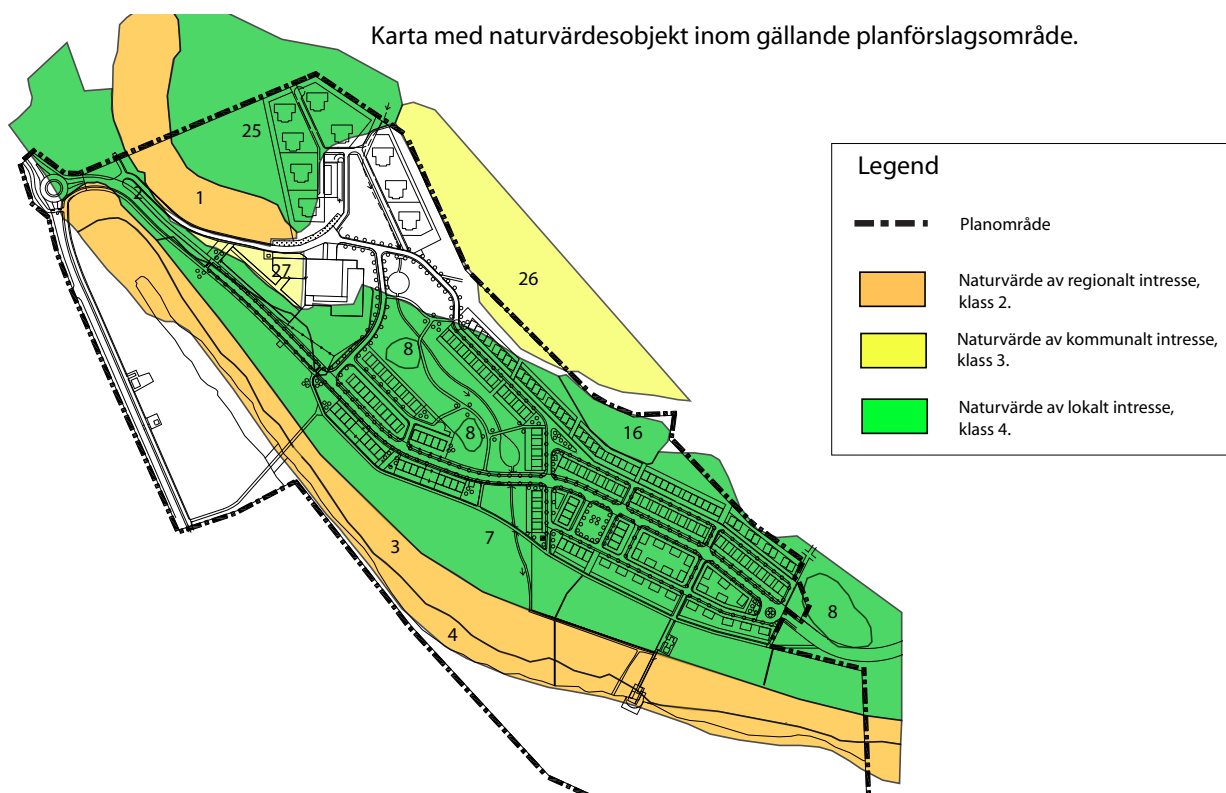 Karta med naturvärdesobjekt inom gällande planförslagsområde.
25
1
2
27
26
8
8
16
7
3
4
8
Legend
Planområde
Naturvärde av regionalt intresse,
klass 2.
Naturvärde av kommunalt intresse,
klass 3.
Naturvärde av lokalt intresse,
klass 4.